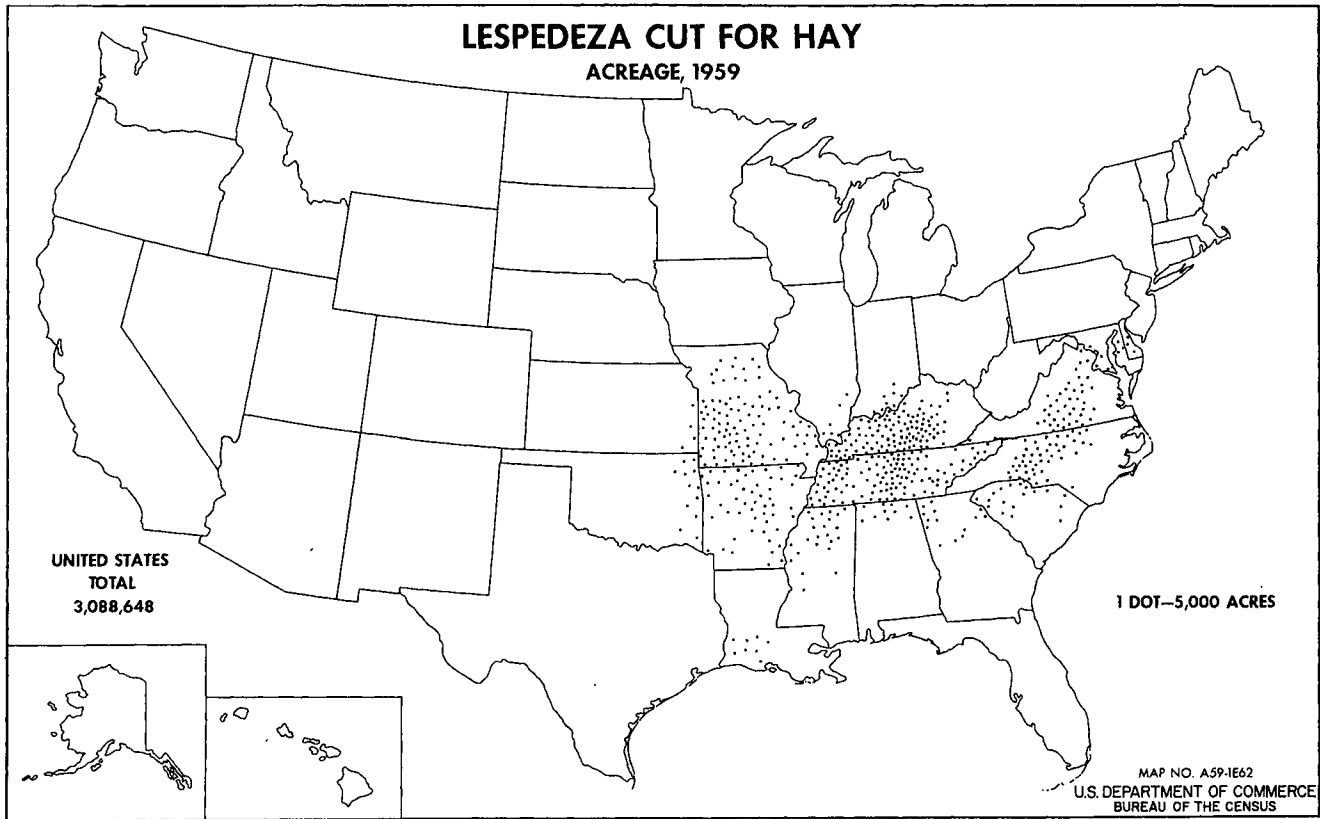 LESPEDEZA CUT FOR HAY
ACREAGE, 1959
UNITED STATES
TOTAL
3,088,648
1 DOT—5,000 ACRES
MAP NO. A59-1E62
U.S. DEPARTMENT OF COMMERCE
BUREAU OF THE CENSUS